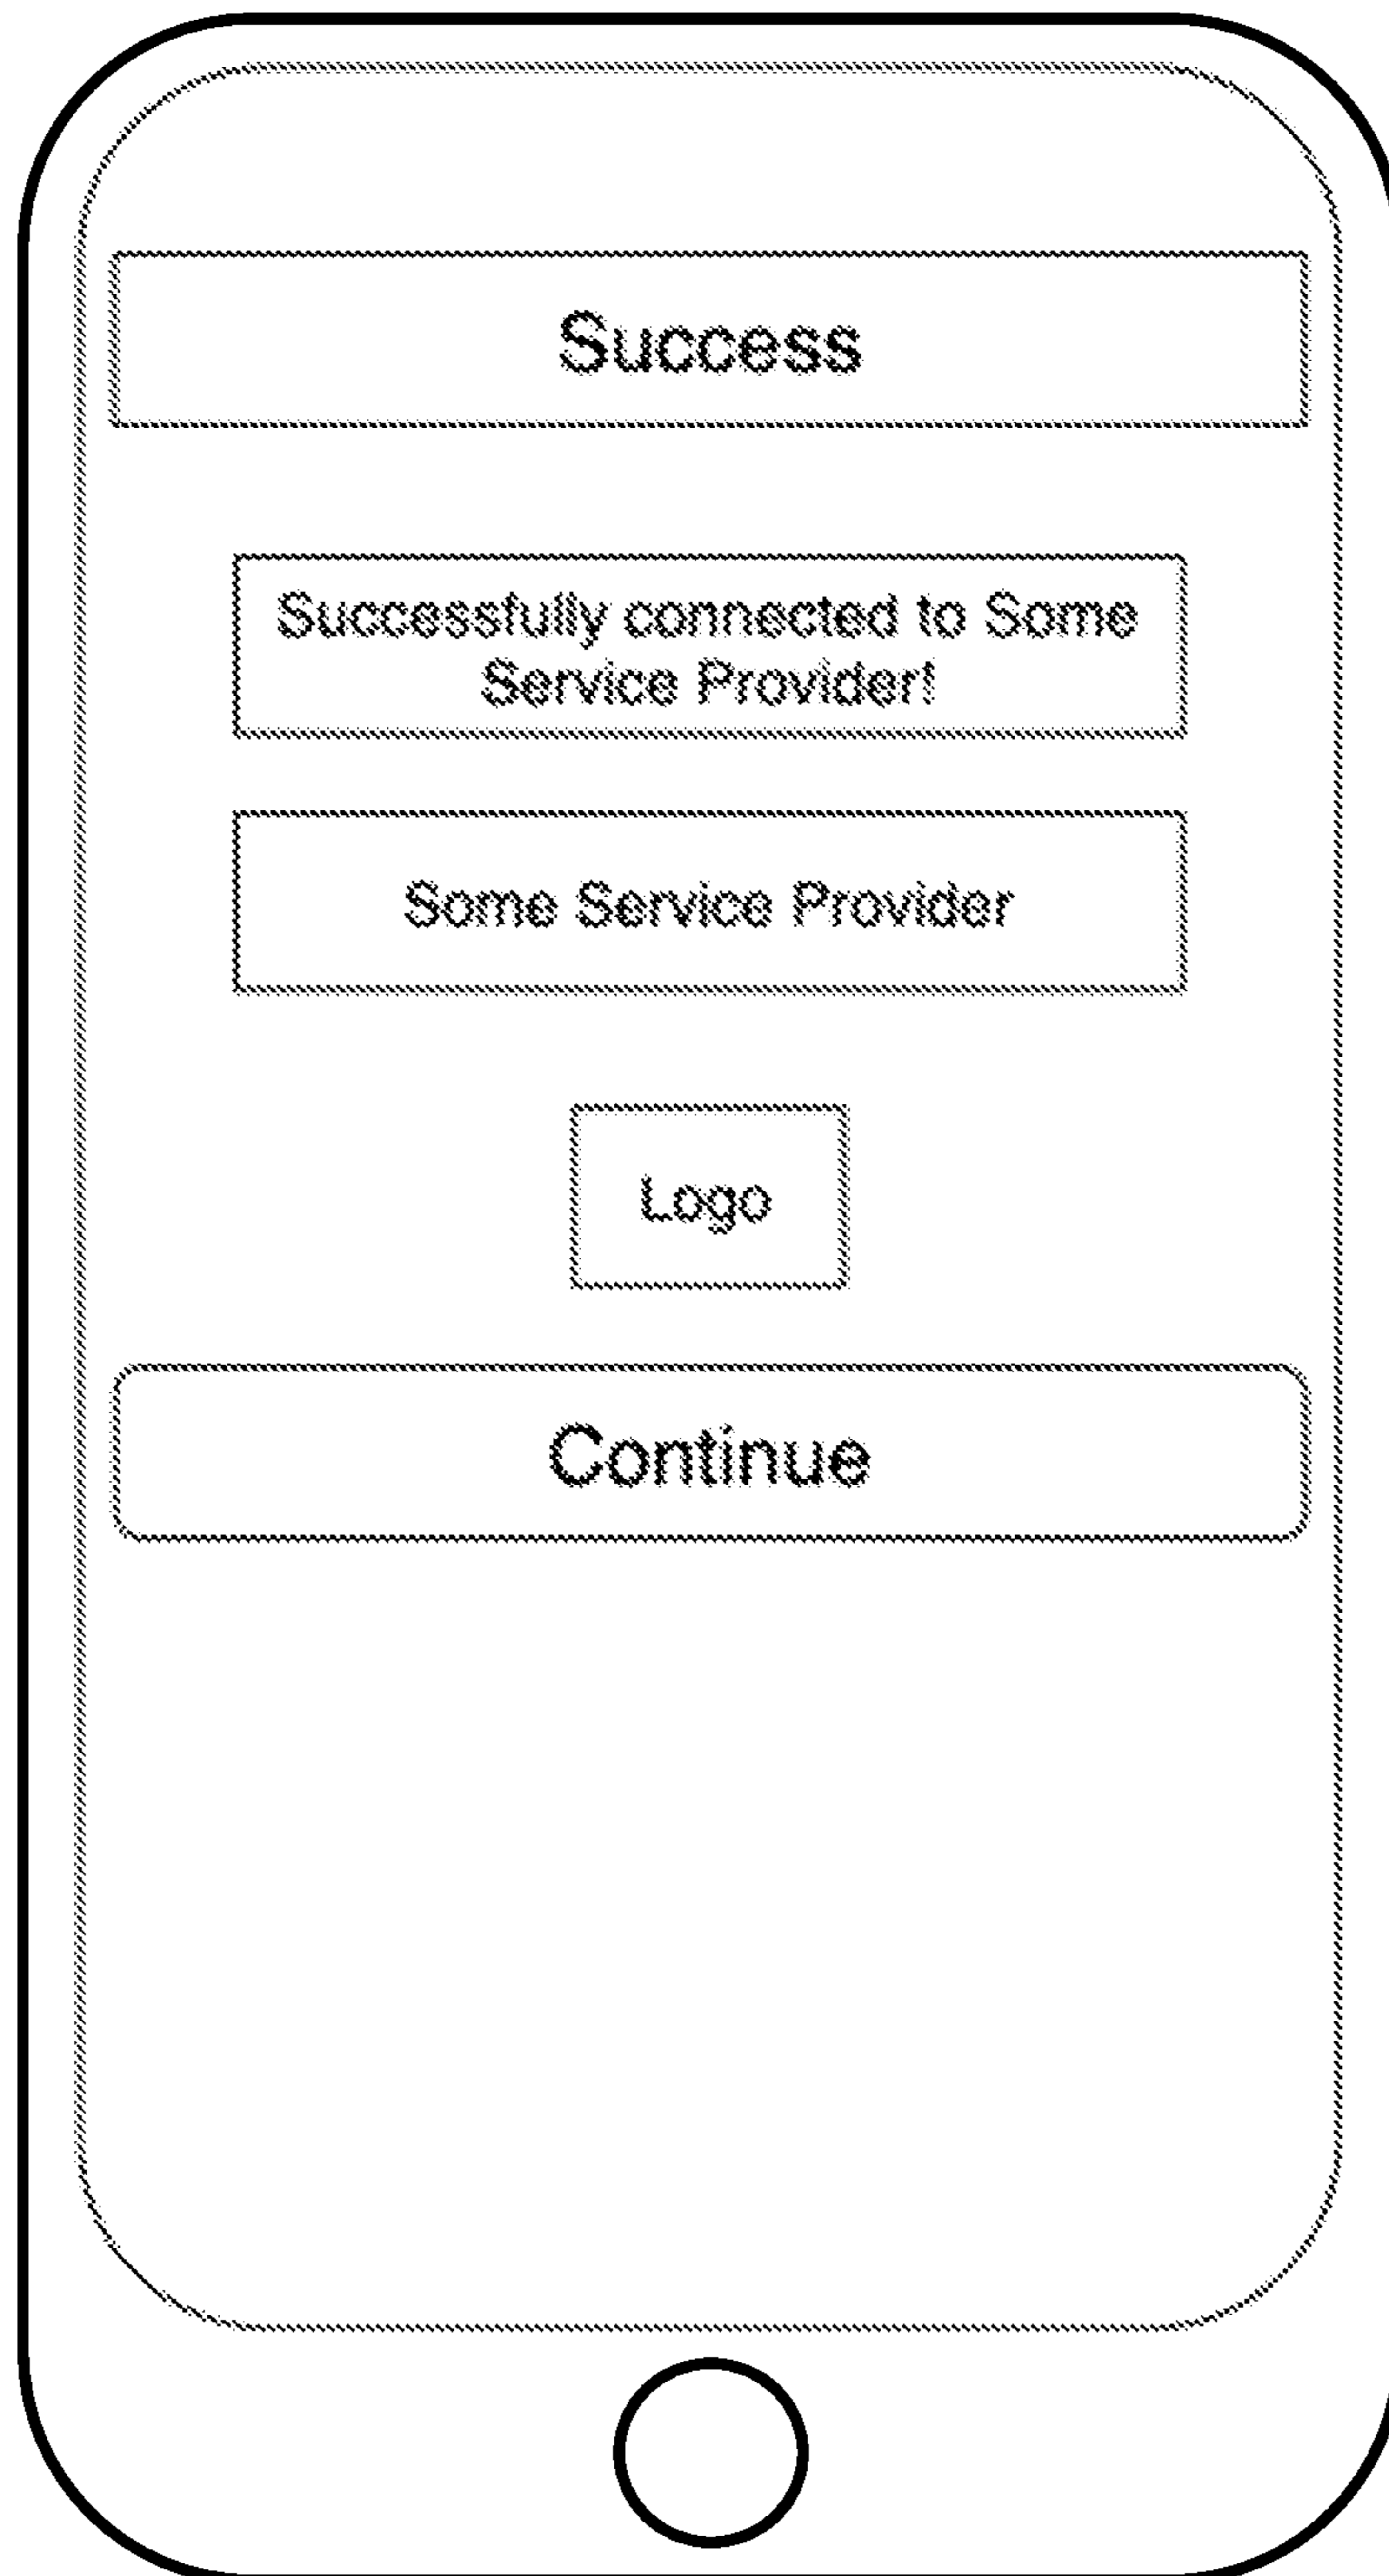 Success
Successfully connected to Some
Service Provider!
Some Service Provider
Logo
Continue